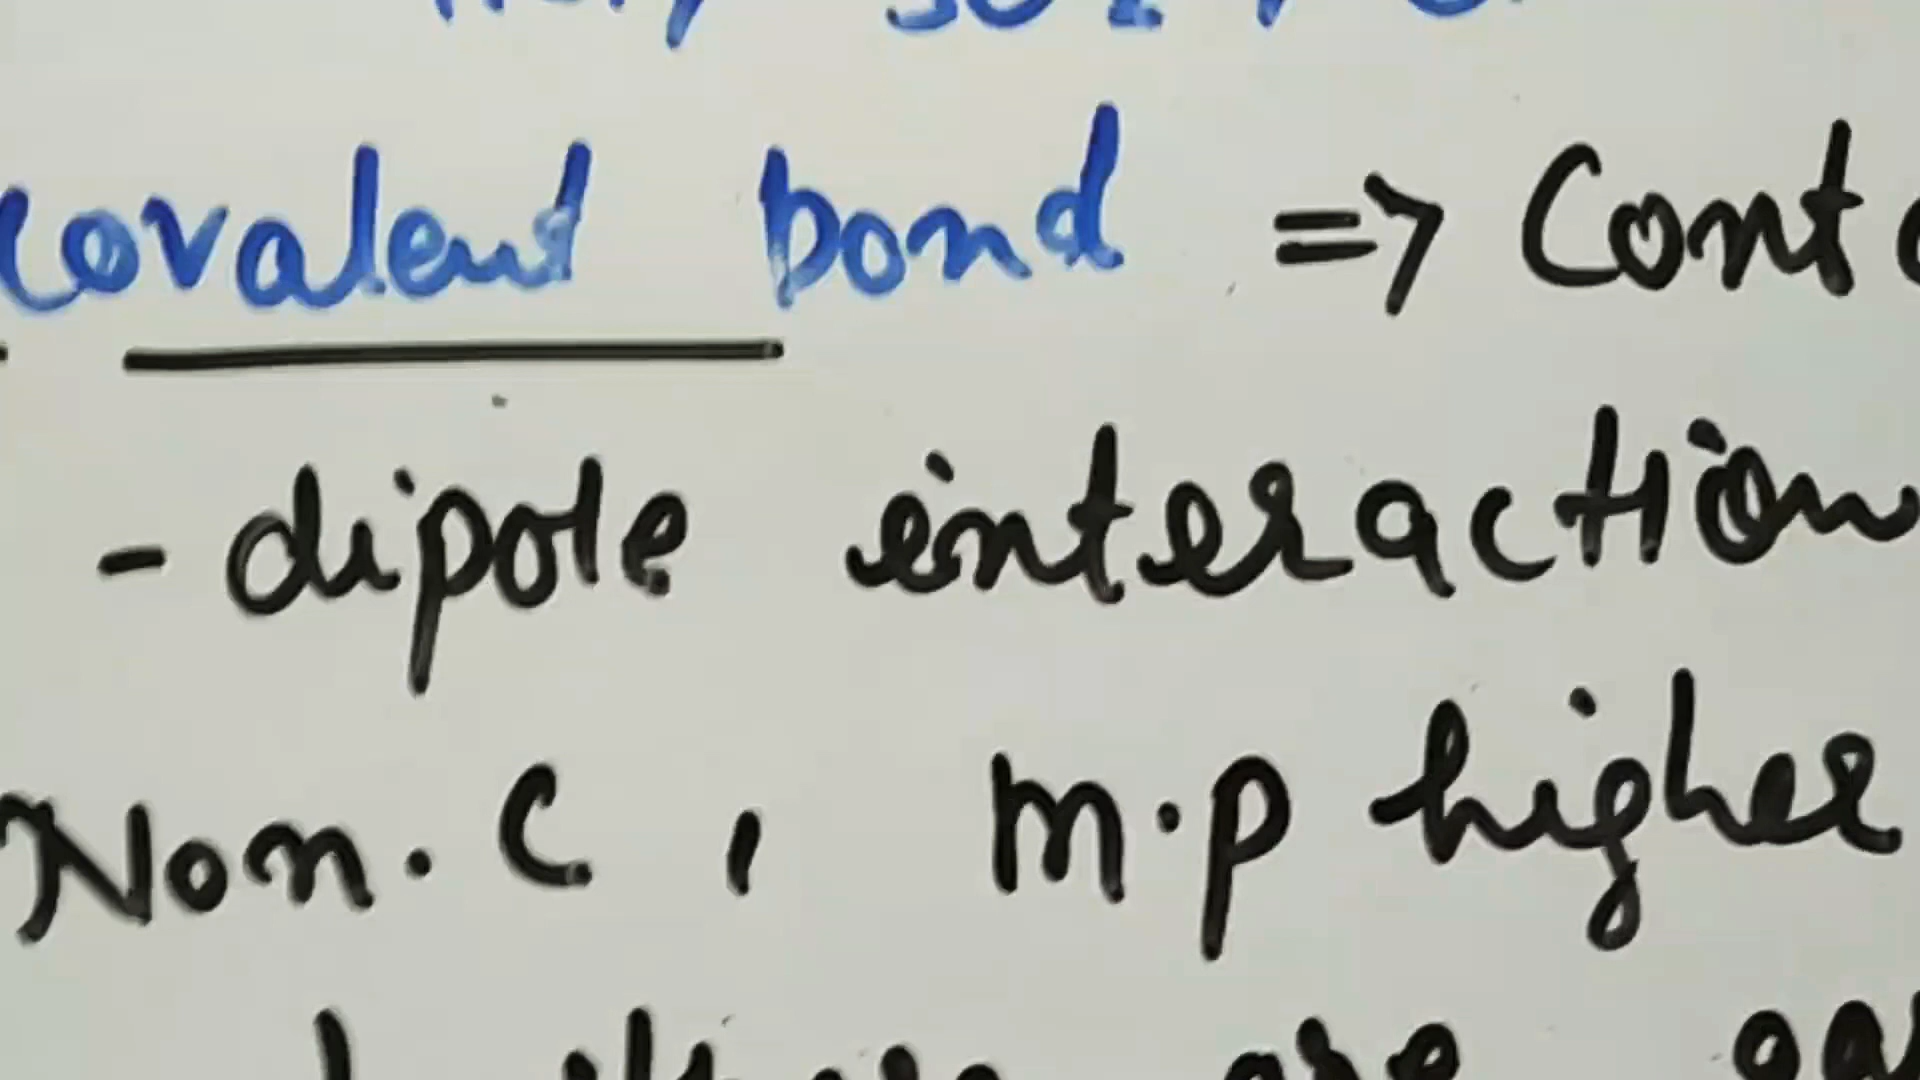 covalent bond => Cont
- dipole interaction
Non. C , m.p higher